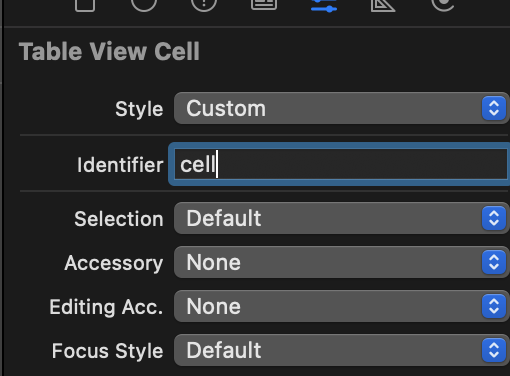 Table View Cell
Style Custom
Identifier cell
Selection Default
Accessory None
Editing Acc. None
Focus Style Default